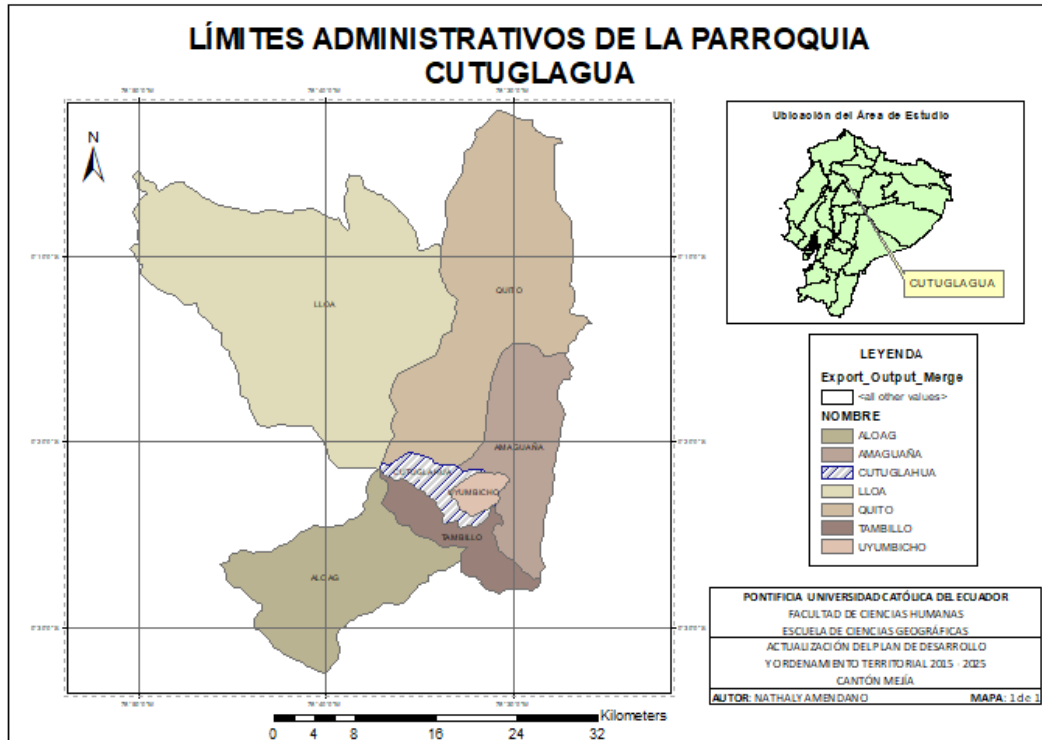 LÍMITES ADMINISTRATIVOS DE LA PARROQUIA
CUTUGLAGUA
N
LLOA
QUITO
AMAGUAÑA
CUTUGLAHUA
UYUMBICHO
TAMBILLO
ALOAG
Kilometers
0 4 8 16 24 32
Ubicación del Área de Estudio
CUTUGLAGUA
LEYENDA
Export_Output_Merge
<all other values>
NOMBRE
ALOAG
AMAGUAÑA
CUTUGLAHUA
LLOA
QUITO
TAMBILLO
UYUMBICHO
PONTIFICIA UNIVERSIDAD CATÓLICA DEL ECUADOR
FACULTAD DE CIENCIAS HUMANAS
ESCUELA DE CIENCIAS GEOGRÁFICAS
ACTUALIZACIÓN DEL PLAN DE DESARROLLO
Y ORDENAMIENTO TERRITORIAL 2015 - 2025
CANTÓN MEJÍA
AUTOR: NATHALY AMENDANO MAPA: 1 de 1